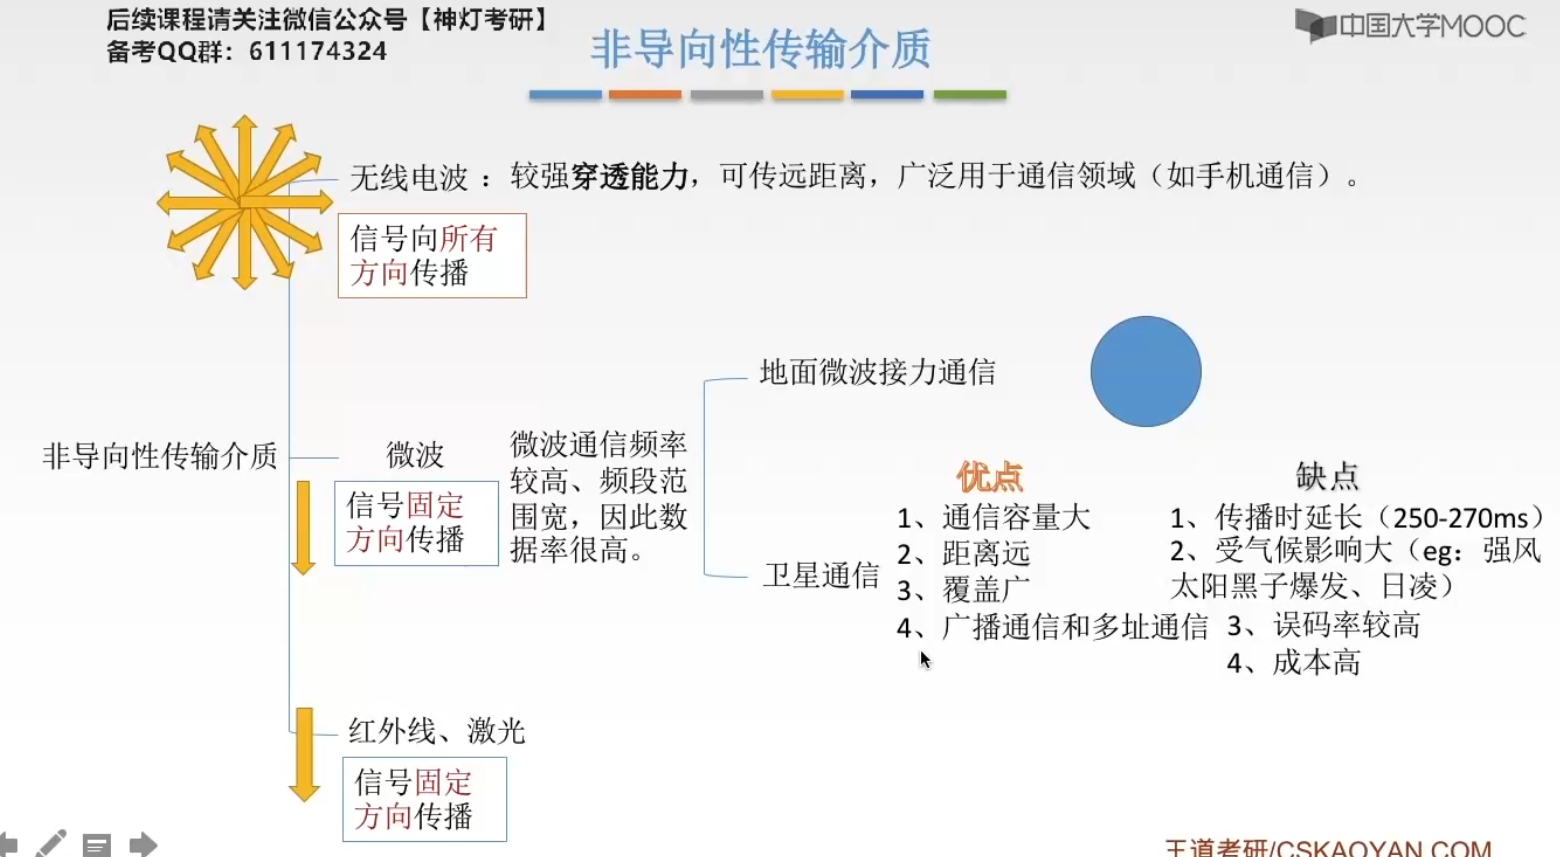 后续课程请关注微信公众号【神灯考研】
备考QQ群：611174324
中国大学MOOC
非导向性传输介质
无线电波：较强穿透能力，可传远距离，广泛用于通信领域（如手机通信）。
信号向所有
方向传播
地面微波接力通信
非导向性传输介质
微波
信号固定
方向传播
微波通信频率
较高、频段范
围宽，因此数
据率很高。
卫星通信
优点
1、通信容量大
2、距离远
3、覆盖广
4、广播通信和多址通信
缺点
1、传播时延长（250-270ms）
2、受气候影响大（eg：强风
太阳黑子爆发、日凌）
3、误码率较高
4、成本高
红外线、激光
信号固定
方向传播
王道考研/CSKAOYAN.COM